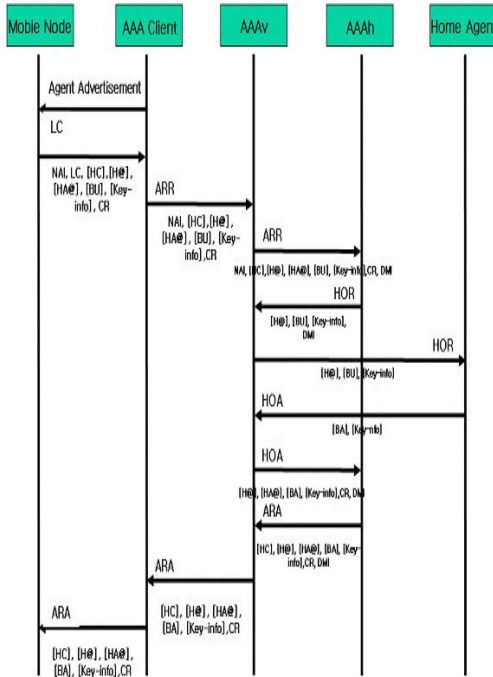 Mobie Node
AAA Client
AAAv
AAAh
Home Agen
Agent Advertisement
LC
NAI, LC, [HC],[H@],
[HA@], [BU], [Key-
info], CR
ARR
NAI, [HC],[H@],
[HA@], [BU], [Key-
info],CR
ARR
NAI, [HC],[H@], [HA@], [BU], [Key-info],CR, DMI
HOR
[H@], [BU], [Key-info],
DMI
HOR
[H@], [BU], [Key-info]
HOA
[BA], [Key-nfo]
HOA
[H@], [HA@], [BA], [Key-info],CR, DMI
ARA
[HC], [H@], [HA@], [BA], [Key-
info],CR, DMI
ARA
[HC], [H@], [HA@],
[BA], [Key-info],CR
ARA
[HC], [H@], [HA@],
[BA], [Key-info],CR